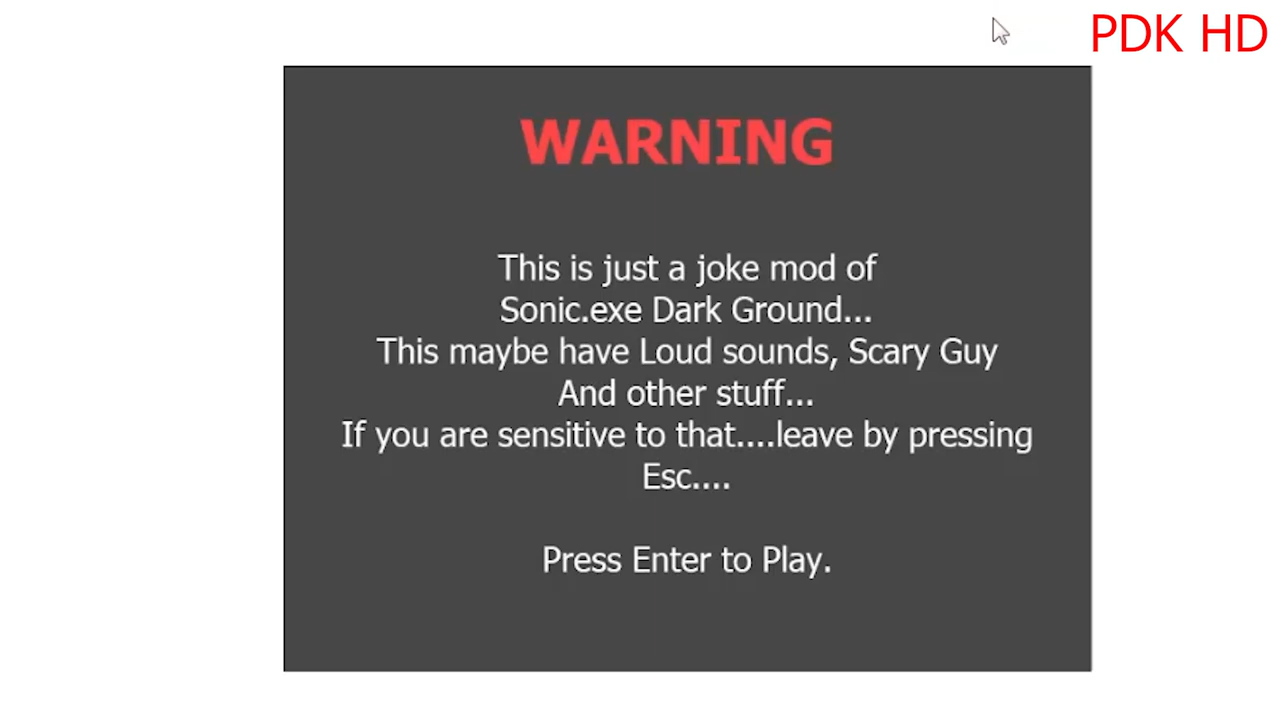 PDK HD
WARNING
This is just a joke mod of
Sonic.exe Dark Ground...
This maybe have Loud sounds, Scary Guy
And other stuff...
If you are sensitive to that....leave by pressing
Esc....
Press Enter to Play.